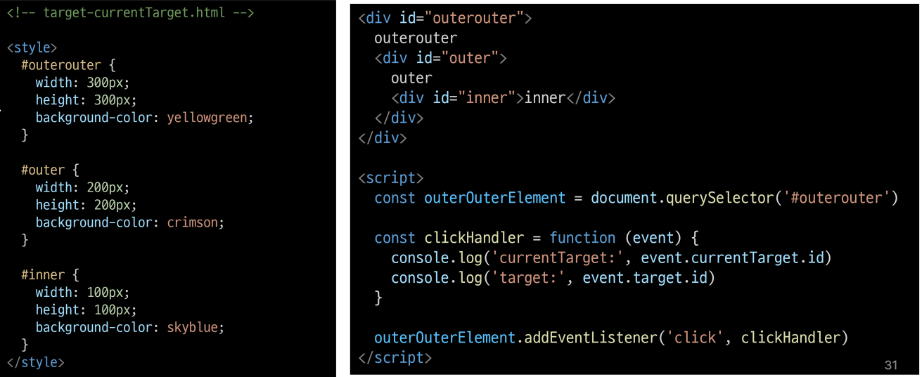 <!-- target-currentTarget.html -->
<style>
#outerouter {
width: 300px;
height: 300px;
background-color: yellowgreen;
}
#outer {
width: 200px;
height: 200px;
background-color: crimson;
}
#inner {
width: 100px;
height: 100px;
background-color: skyblue;
}
</style>
<div id="outerouter">
outerouter
<div id="outer">
outer
<div id="inner">inner</div>
</div>
</div>
<script>
const outerOuterElement = document.querySelector('#outerouter')
const clickHandler = function (event) {
console.log('currentTarget:', event.currentTarget.id)
console.log('target:', event.target.id)
}
outerOuterElement.addEventListener('click', clickHandler)
</script>
31